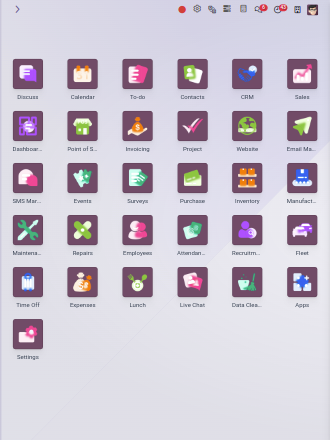 Discuss
Calendar
To-do
Contacts
CRM
Sales
Dashboar...
Point of S...
Invoicing
Project
Website
Email Ma...
SMS Mar...
Events
Surveys
Purchase
Inventory
Manufact...
Maintena...
Repairs
Employees
Attendan...
Recruitm...
Fleet
Time Off
Expenses
Lunch
Live Chat
Data Clea...
Apps
Settings